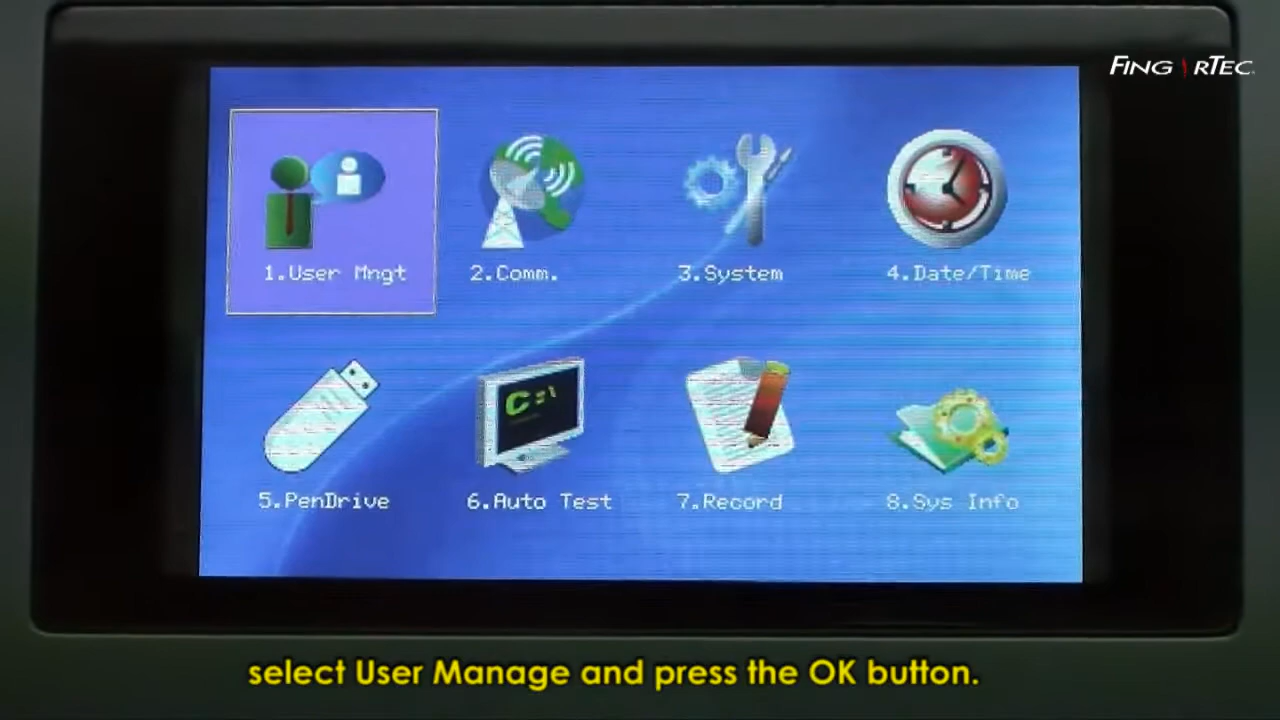 FINGERTEC
1.User Mngt
2.Comm.
3.System
4.Date/Time
C:\
5.PenDrive
6.Auto Test
7.Record
8.Sys Info
select User Manage and press the OK button.